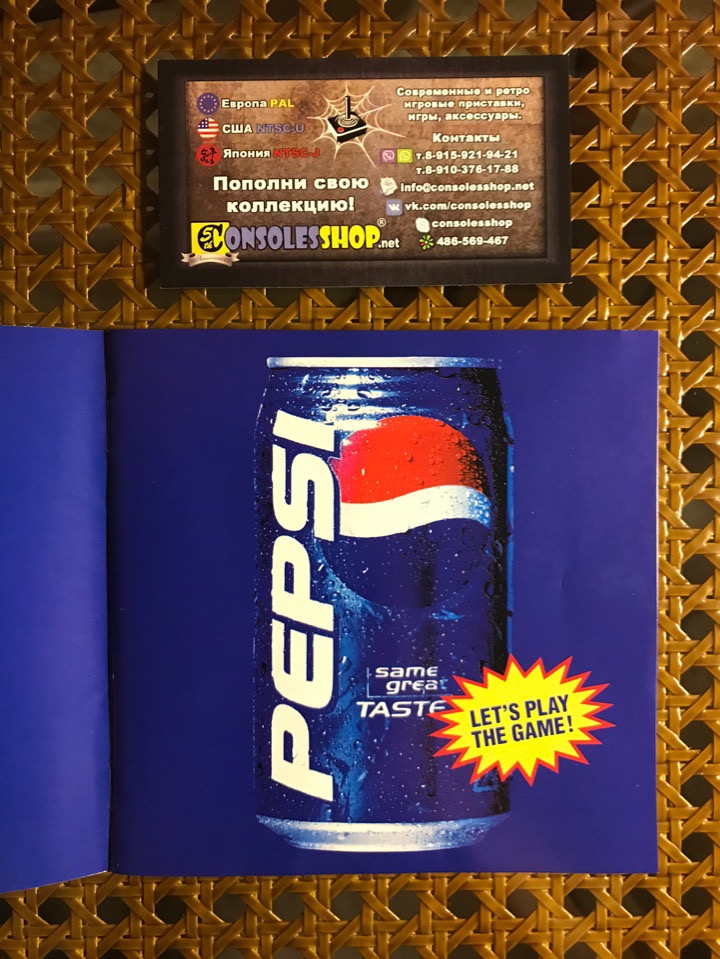 Европа PAL
США NTSC-U
Япония NTSC-J
Пополни свою
коллекцию!
CONSOLESSHOP.net
®
Современные и ретро
игровые приставки,
игры, аксессуары.
Контакты
т.8-915-921-94-21
т.8-910-376-17-88
info@consolesshop.net
vk.com/consolesshop
consolesshop
486-569-467
PEPSI
same
great
TASTE
LET'S PLAY
THE GAME!